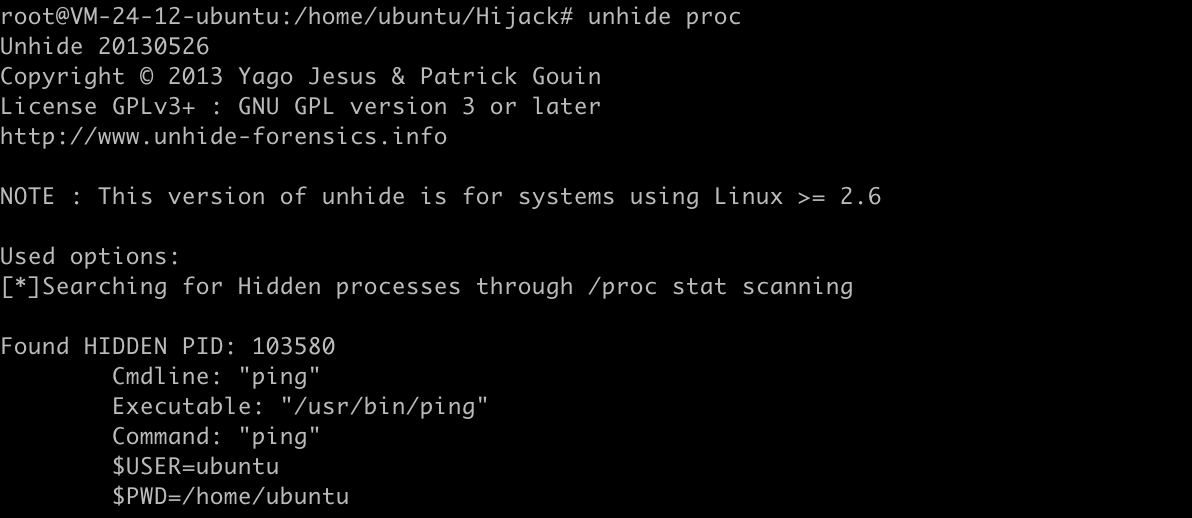 root@VM-24-12-ubuntu:/home/ubuntu/Hijack# unhide proc
Unhide 20130526
Copyright © 2013 Yago Jesus & Patrick Gouin
License GPLv3+ : GNU GPL version 3 or later
http://www.unhide-forensics.info
NOTE : This version of unhide is for systems using Linux >= 2.6
Used options:
[*]Searching for Hidden processes through /proc stat scanning
Found HIDDEN PID: 103580
Cmdline: "ping"
Executable: "/usr/bin/ping"
Command: "ping"
$USER=ubuntu
$PWD=/home/ubuntu